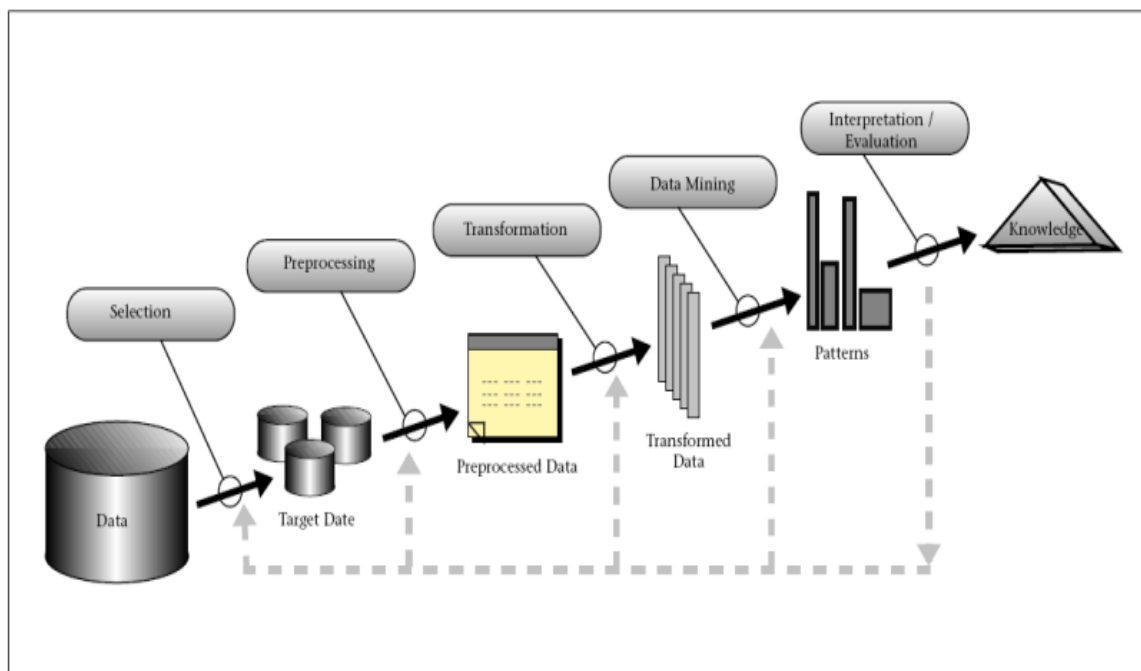 Interpretation /
Evaluation
Data Mining
Transformation
Preprocessing
Selection
Knowledge
Patterns
Transformed
Data
Preprocessed Data
Target Date
Data
--- --- ---
--- --- ---
--- --- ---